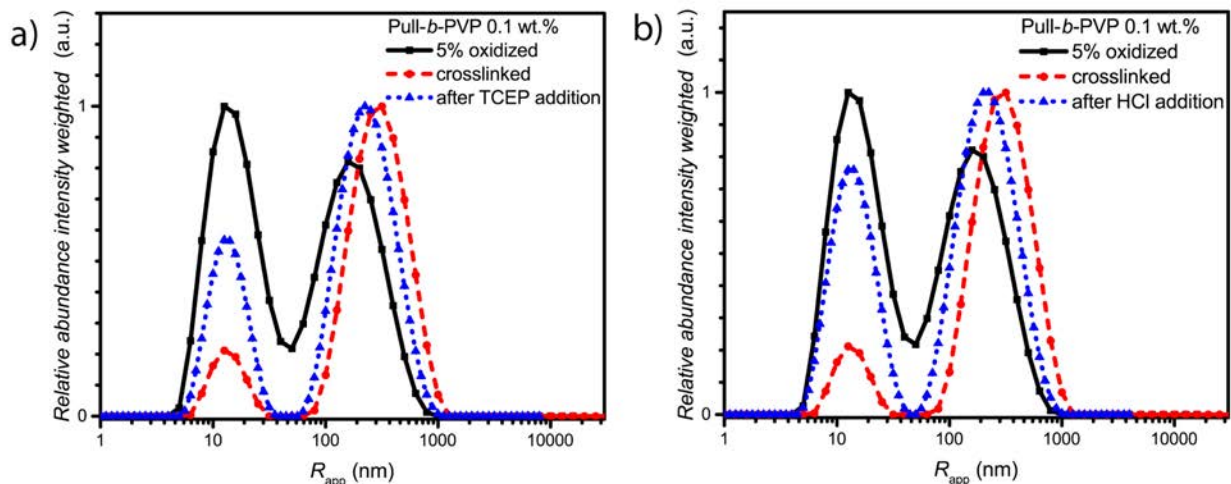 a)
Pull-b-PVP 0.1 wt.%
5% oxidized
crosslinked
after TCEP addition
Relative abundance intensity weighted (a.u.)
1
0
1 10 100 1000 10000
R_app (nm)
b)
Pull-b-PVP 0.1 wt.%
5% oxidized
crosslinked
after HCl addition
Relative abundance intensity weighted (a.u.)
1
0
1 10 100 1000 10000
R_app (nm)